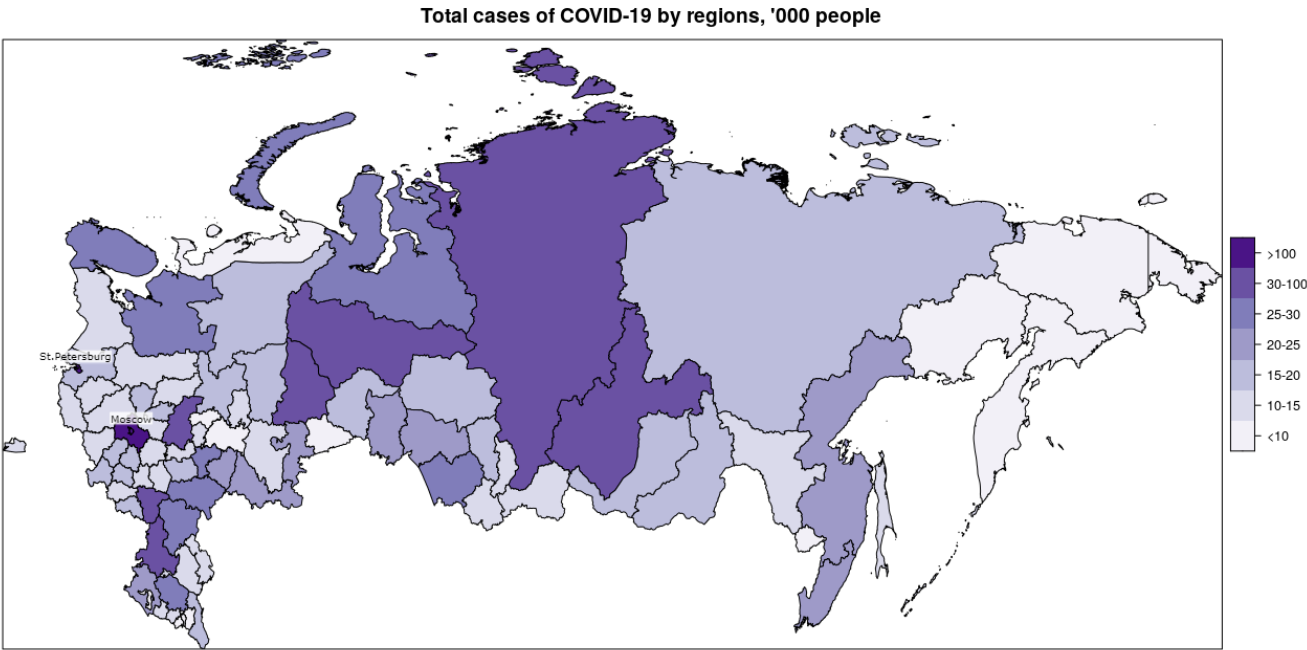 Total cases of COVID-19 by regions, '000 people
St.Petersburg
Moscow
>100
30-100
25-30
20-25
15-20
10-15
<10